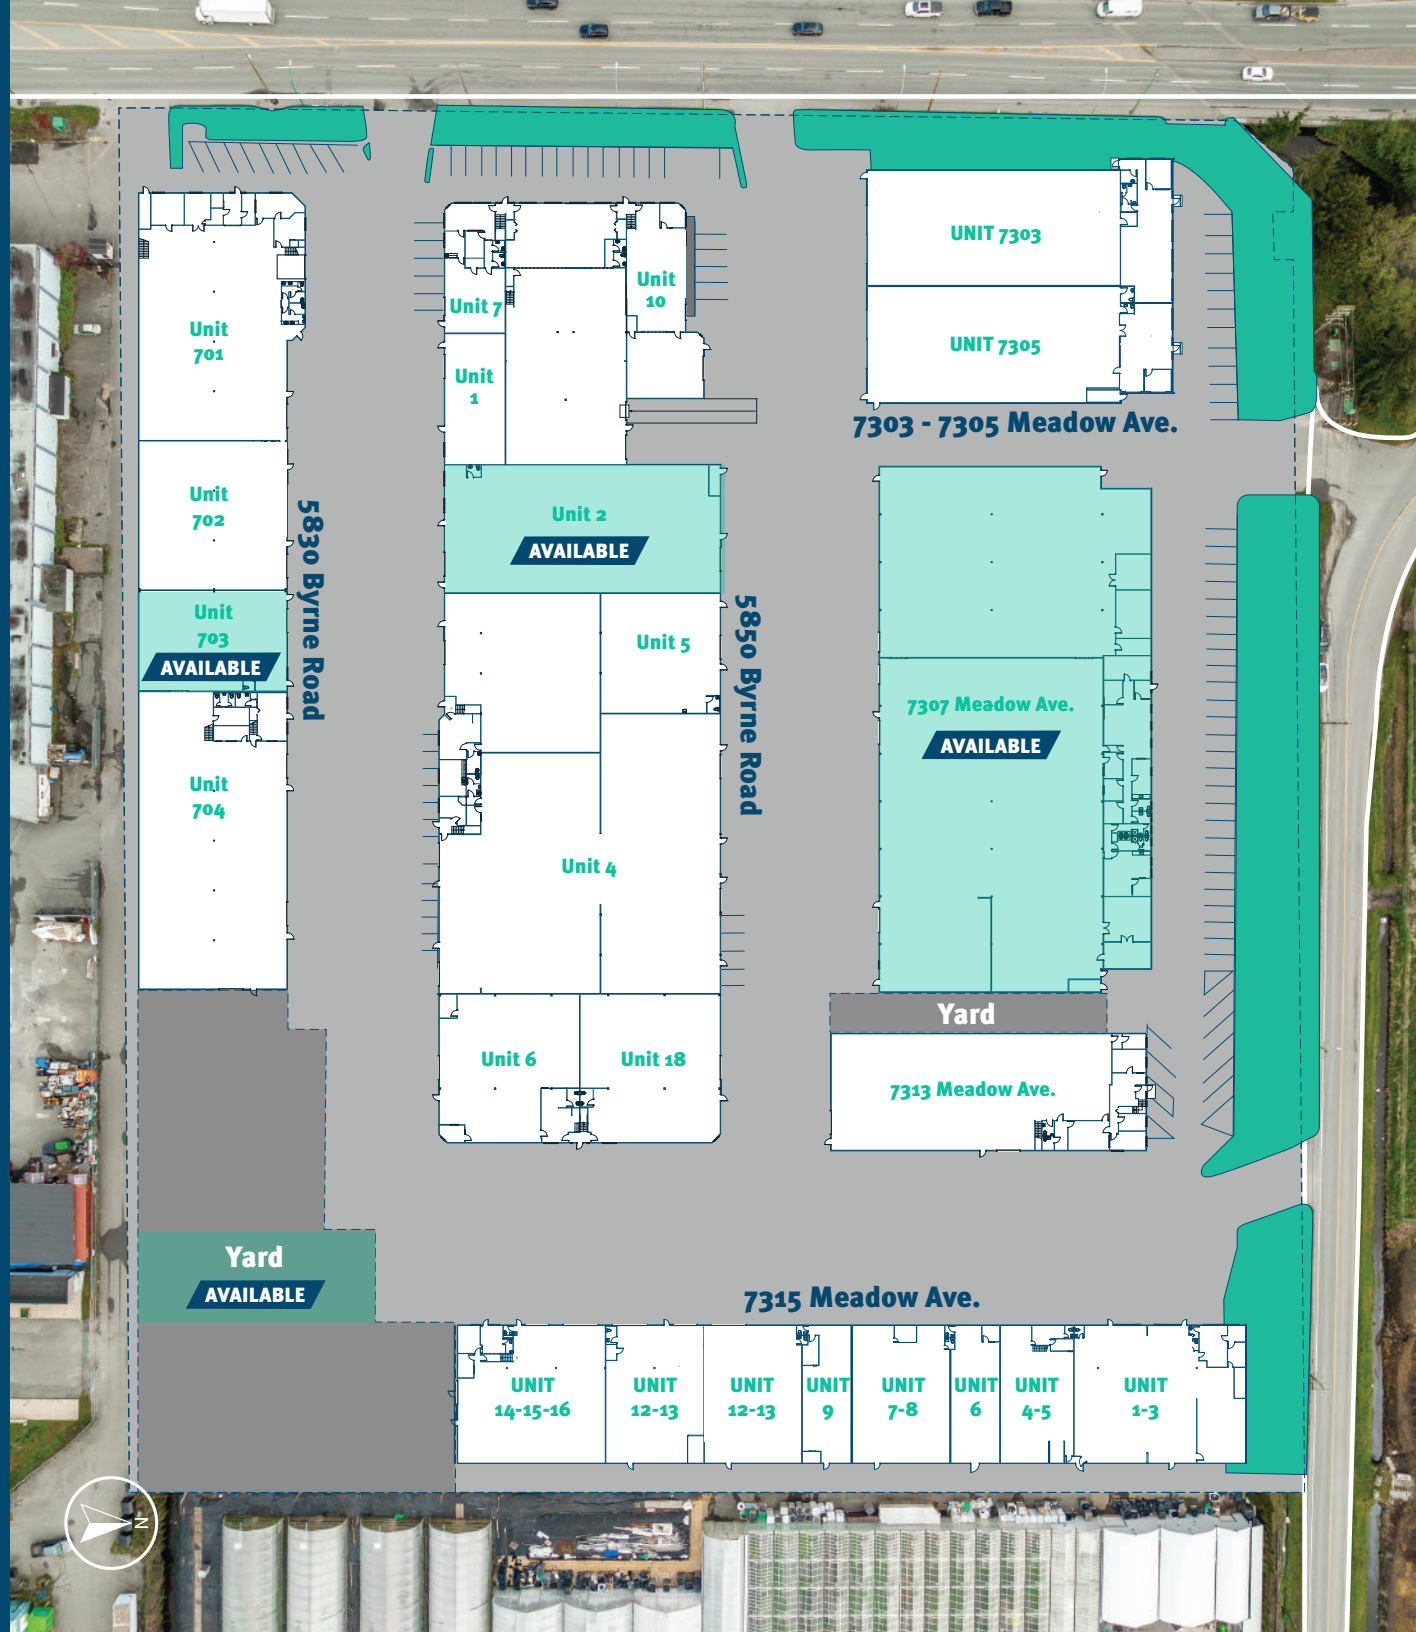 UNIT 7303
UNIT 7305
7303 - 7305 Meadow Ave.
Unit
701
Unit
702
Unit
703
AVAILABLE
Unit
704
5830 Byrne Road
Unit 7
Unit
10
Unit
1
Unit 2
AVAILABLE
Unit 5
Unit 4
Unit 6
Unit 18
5850 Byrne Road
7307 Meadow Ave.
AVAILABLE
Yard
7313 Meadow Ave.
Yard
AVAILABLE
7315 Meadow Ave.
UNIT
14-15-16
UNIT
12-13
UNIT
12-13
UNIT
9
UNIT
7-8
UNIT
6
UNIT
4-5
UNIT
1-3
N